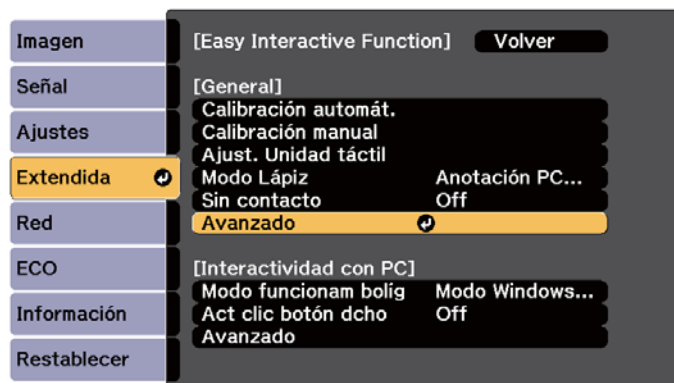 Imagen
Señal
Ajustes
Extendida
Red
ECO
Información
Restablecer
[Easy Interactive Function] Volver
[General]
Calibración automát.
Calibración manual
Ajust. Unidad táctil
Modo Lápiz Anotación PC...
Sin contacto Off
Avanzado
[Interactividad con PC]
Modo funcionam bolig Modo Windows...
Act clic botón dcho Off
Avanzado